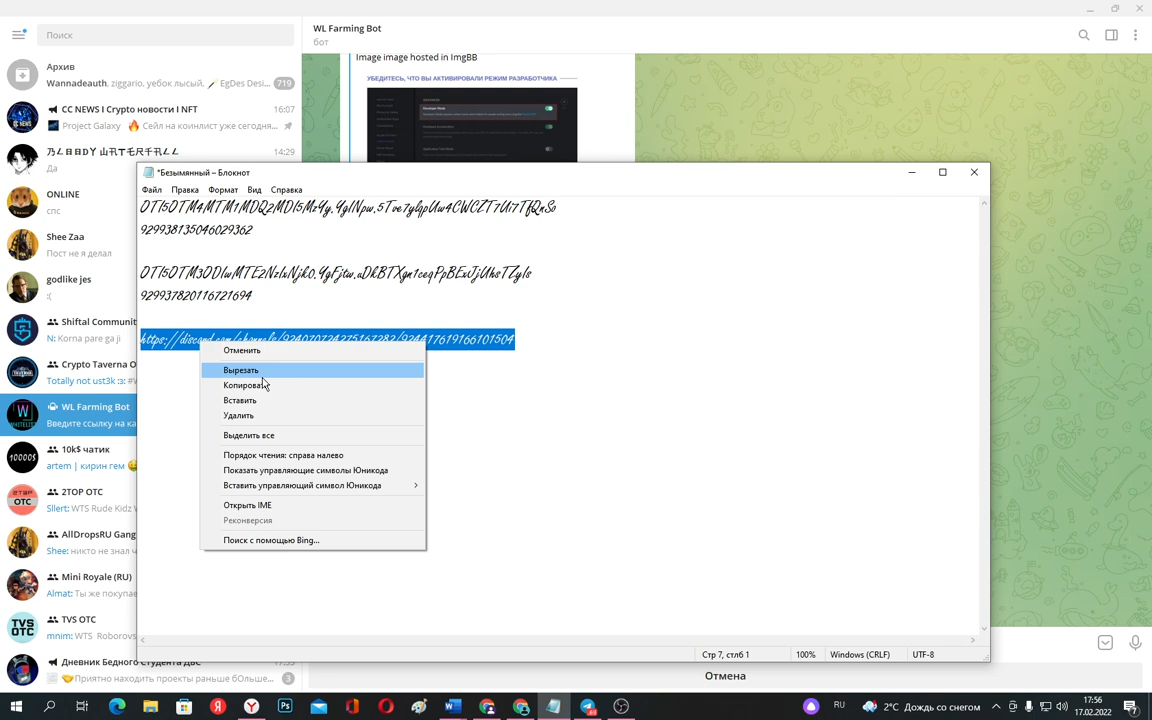 Поиск
WL Farming Bot
бот
Архив
Wannadeauth, ziggario, уебок лысый, EgDes Desi... 719
CC NEWS I Crypto новости I NFT 16:07
Project Galaxy 🔥 Сейл на коинлист уже сегодня...
14:29
Да
ONLINE
спс
Shee Zaa
Пост не я делал
godlike jes
:(
Shiftal Communit
N: Korna para ga ji
Crypto Taverna O
Totally not ust3k :3: #W
WL Farming Bot
Введите ссылку на ка
10k$ чатик
artem | кирин гем
2TOP OTC
Sllert: WTS Rude Kidz
AllDropsRU Gang
Shee: никто не знал ч
Mini Royale (RU)
Almat: Ты же покупае
TVS OTC
mnim: WTS Roborovs
Дневник Бедного Студента ДВС 17:55
Приятно находить проекты раньше бОльше... 3
Image image hosted in ImgBB
УБЕДИТЕСЬ, ЧТО ВЫ АКТИВИРОВАЛИ РЕЖИМ РАЗРАБОТЧИКА
*Безымянный – Блокнот
Файл Правка Формат Вид Справка
929938135046029362
929937820116721694
Отменить
Вырезать
Копировать
Вставить
Удалить
Выделить все
Порядок чтения: справа налево
Показать управляющие символы Юникода
Вставить управляющий символ Юникода
Открыть IME
Реконверсия
Поиск с помощью Bing...
Стр 7, стлб 1 100% Windows (CRLF) UTF-8
Отмена
RU 2°C Дождь со снегом 17:56
17.02.2022